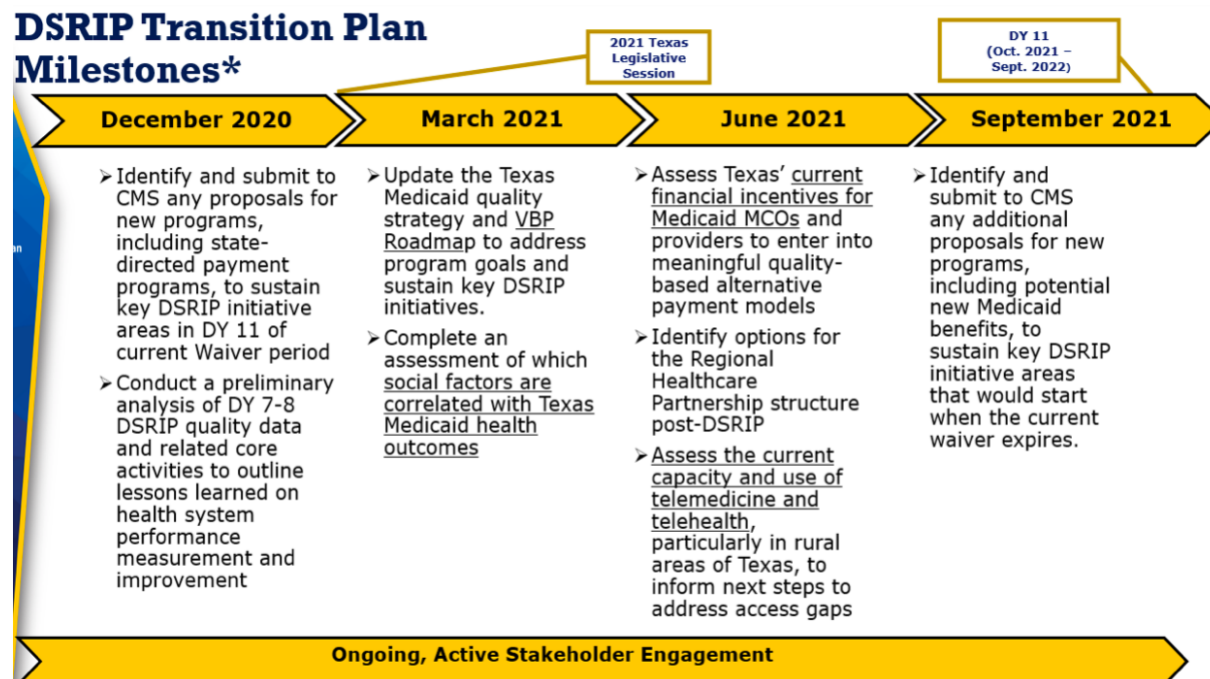 DSRIP Transition Plan
Milestones*
2021 Texas
Legislative
Session
DY 11
(Oct. 2021 –
Sept. 2022)
December 2020
March 2021
June 2021
September 2021
➢Identify and submit to
CMS any proposals for
new programs,
including state-
directed payment
programs, to sustain
key DSRIP initiative
areas in DY 11 of
current Waiver period
➢Conduct a preliminary
analysis of DY 7-8
DSRIP quality data
and related core
activities to outline
lessons learned on
health system
performance
measurement and
improvement
➢Update the Texas
Medicaid quality
strategy and VBP
Roadmap to address
program goals and
sustain key DSRIP
initiatives.
➢Complete an
assessment of which
social factors are
correlated with Texas
Medicaid health
outcomes
➢Assess Texas’ current
financial incentives for
Medicaid MCOs and
providers to enter into
meaningful quality-
based alternative
payment models
➢Identify options for
the Regional
Healthcare
Partnership structure
post-DSRIP
➢Assess the current
capacity and use of
telemedicine and
telehealth,
particularly in rural
areas of Texas, to
inform next steps to
address access gaps
➢Identify and
submit to CMS
any additional
proposals for new
programs,
including potential
new Medicaid
benefits, to
sustain key DSRIP
initiative areas
that would start
when the current
waiver expires.
Ongoing, Active Stakeholder Engagement